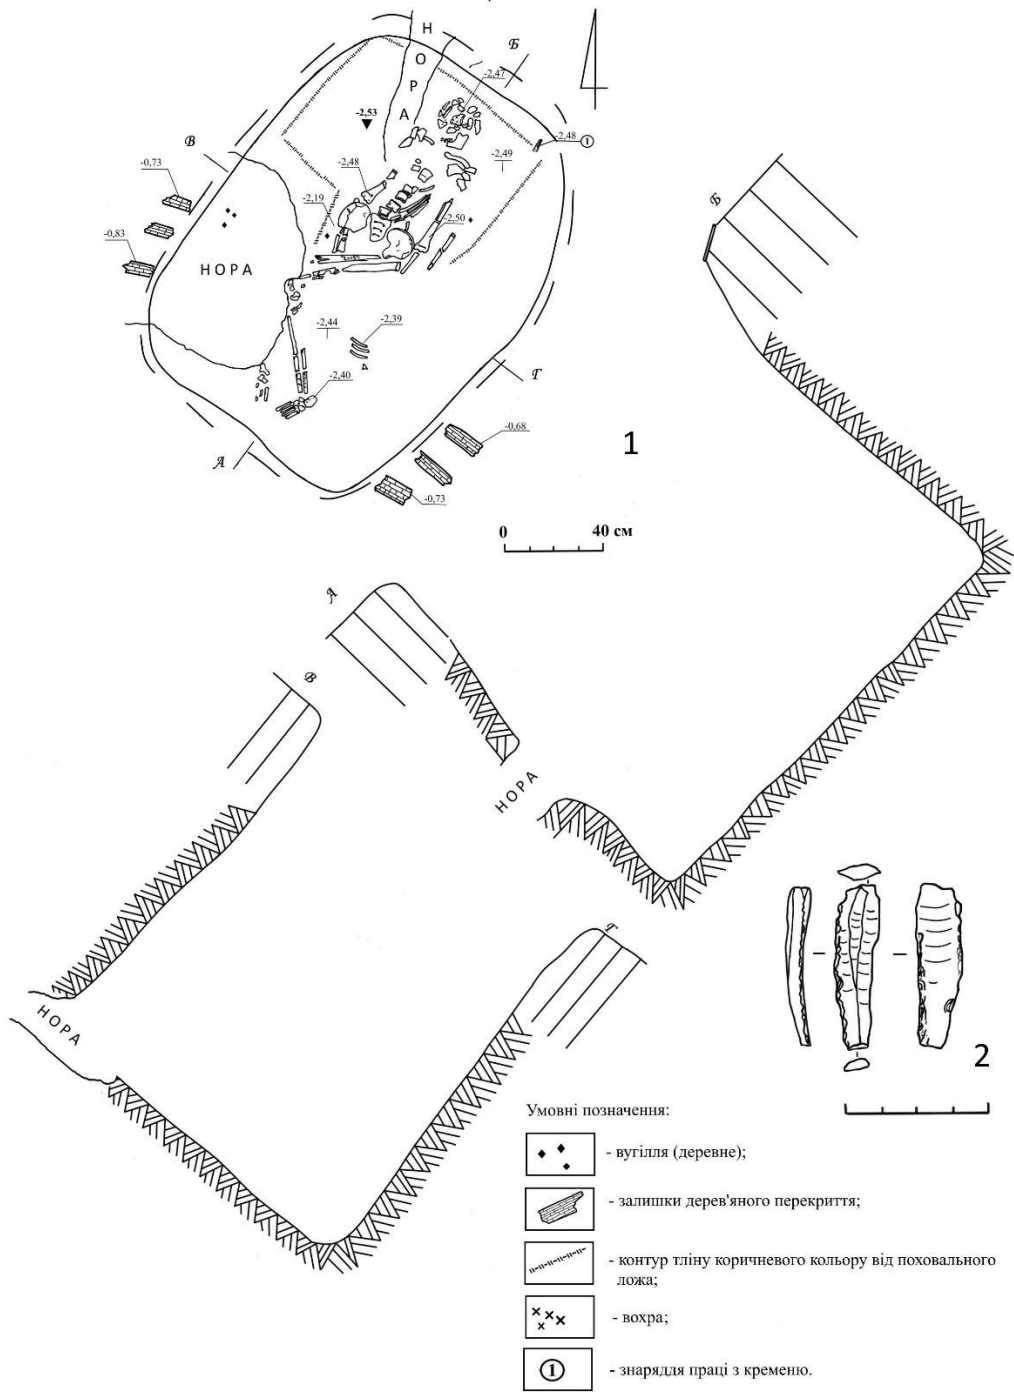 Н
О
Р
А
Б
-2,47
-2,53
-2,48 1
В
-2,49
-0,73
-2,48
-2,19
-2,50
-0,83
НОРА
-2,44
-2,39
Г
-2,40
-0,68
А
-0,73
1
0 40 см
Б
А
В
НОРА
Г
НОРА
2
Умовні позначення:
- вугілля (деревне);
- залишки дерев'яного перекриття;
- контур тліну коричневого кольору від поховального
ложа;
- вохра;
1 - знаряддя праці з кременю.